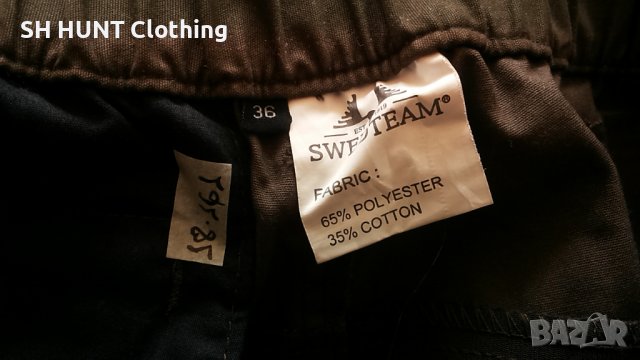 SH HUNT Clothing
36
EST 1919
SWEDTEAM®
FABRIC :
65% POLYESTER
35% COTTON
BAZAR